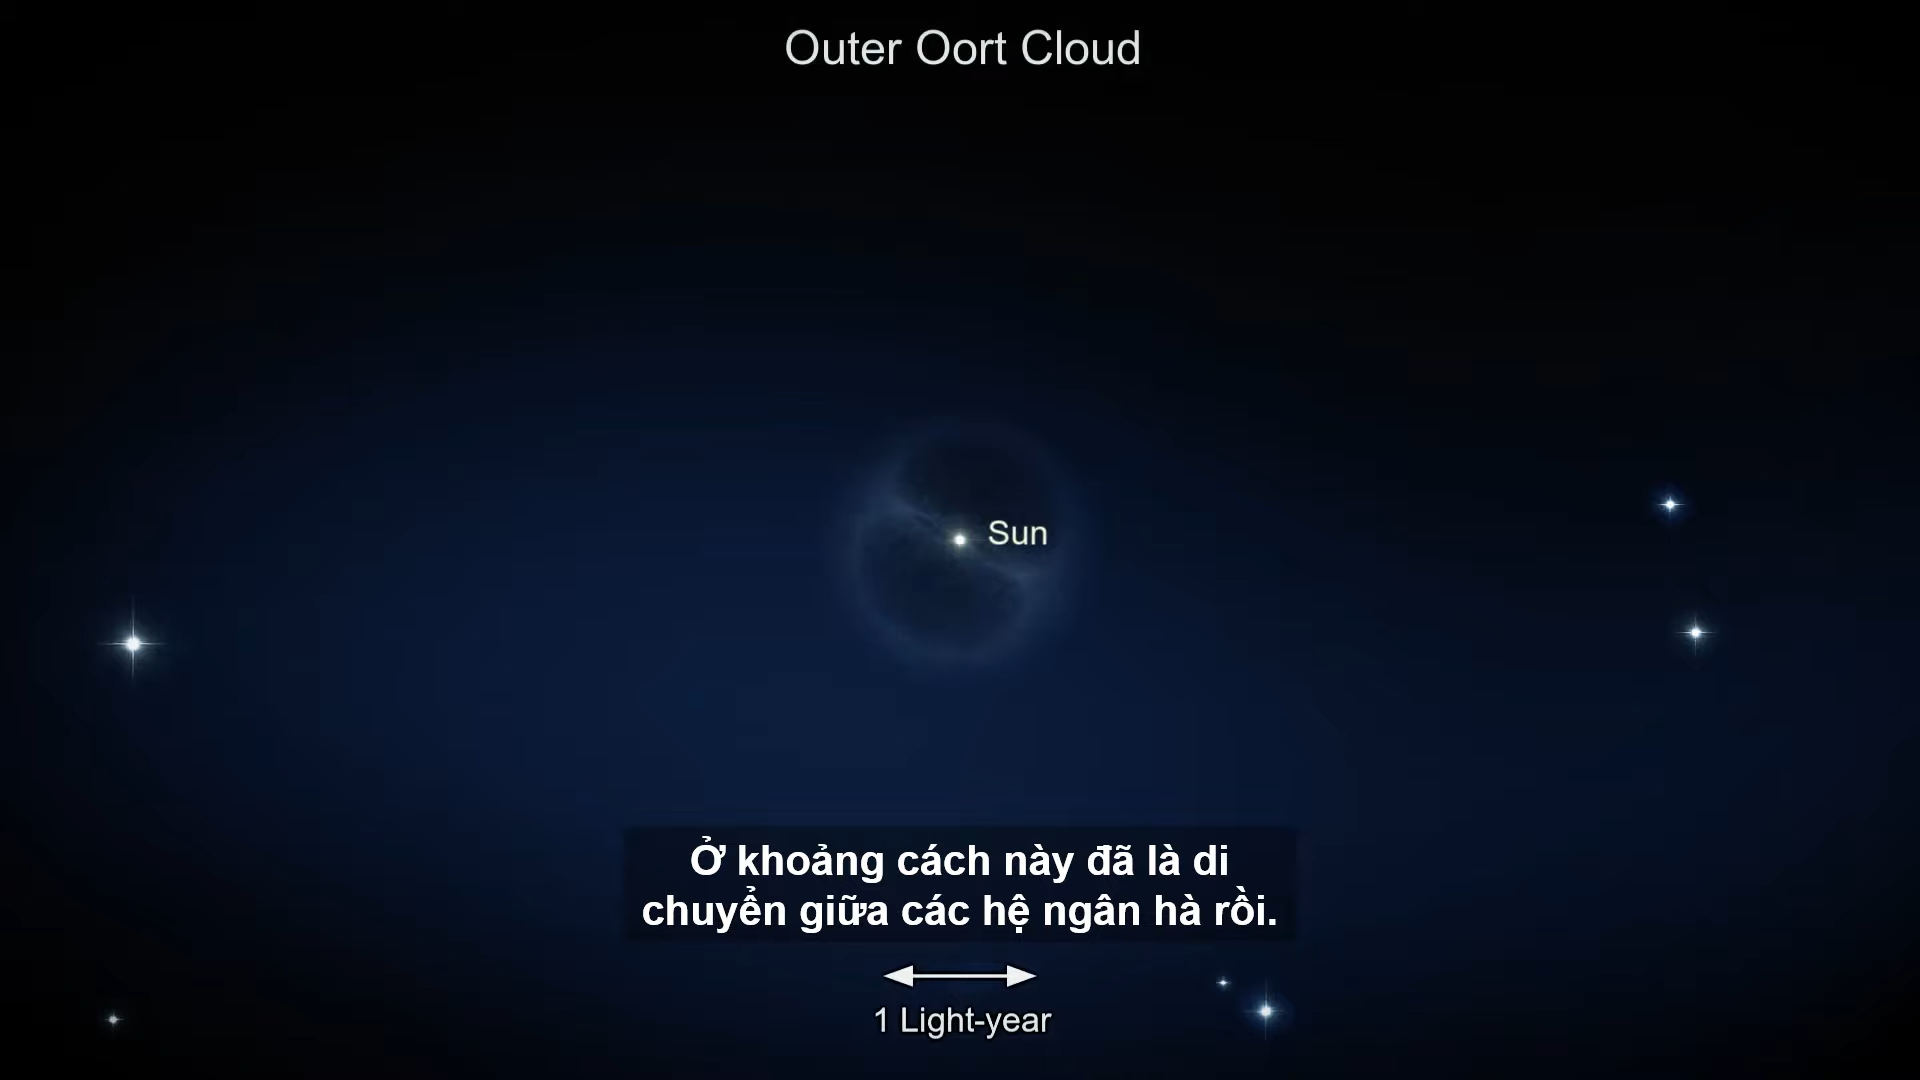 Outer Oort Cloud
Sun
Ở khoảng cách này đã là di
chuyển giữa các hệ ngân hà rồi.
1 Light-year